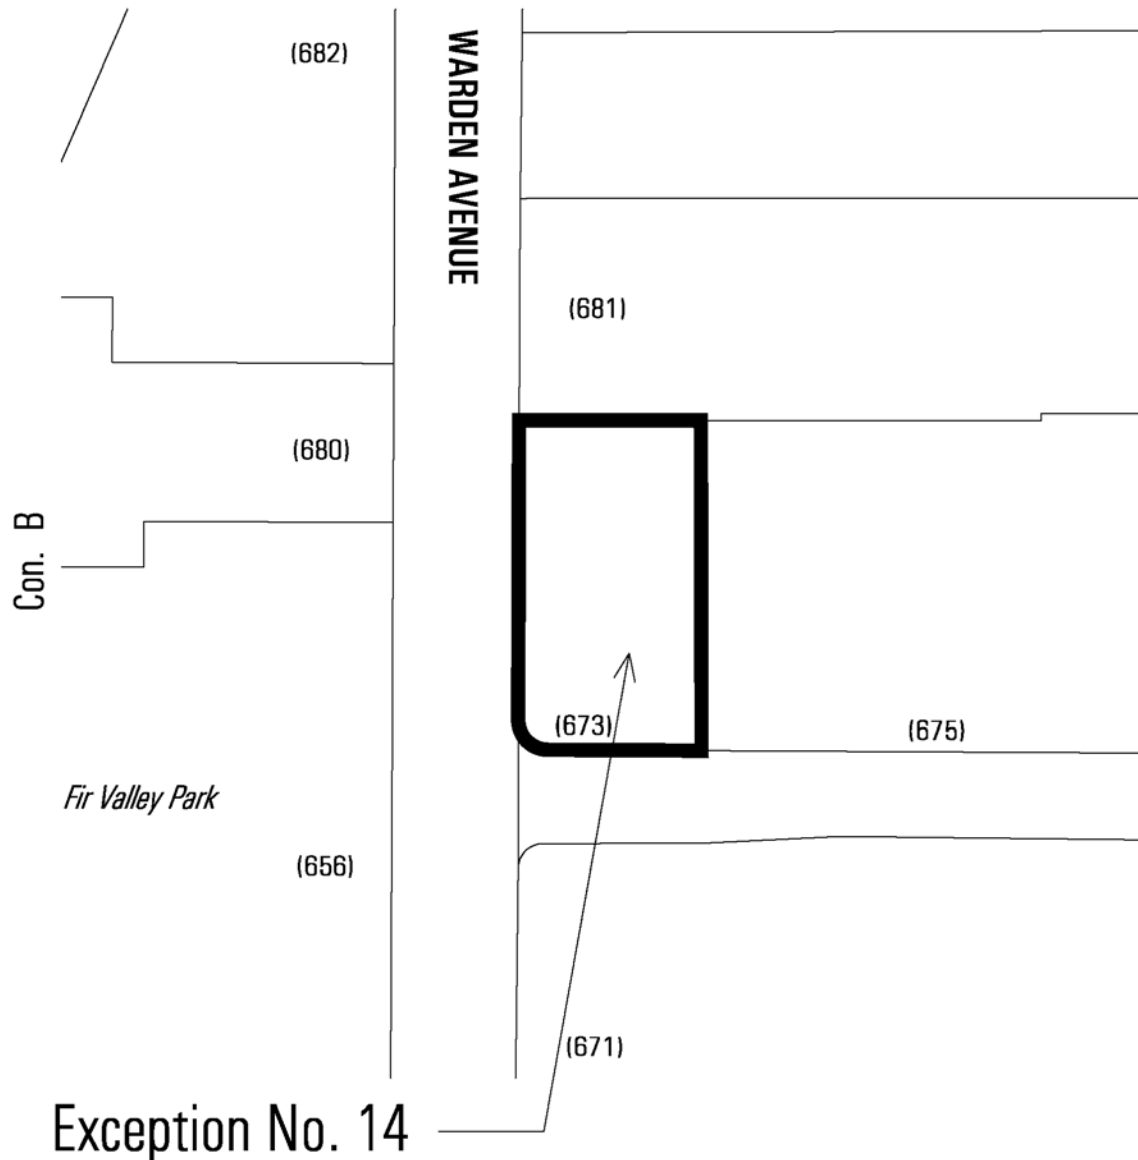 (682)
WARDEN AVENUE
(681)
(680)
Con. B
(673)
(675)
Fir Valley Park
(656)
(671)
Exception No. 14